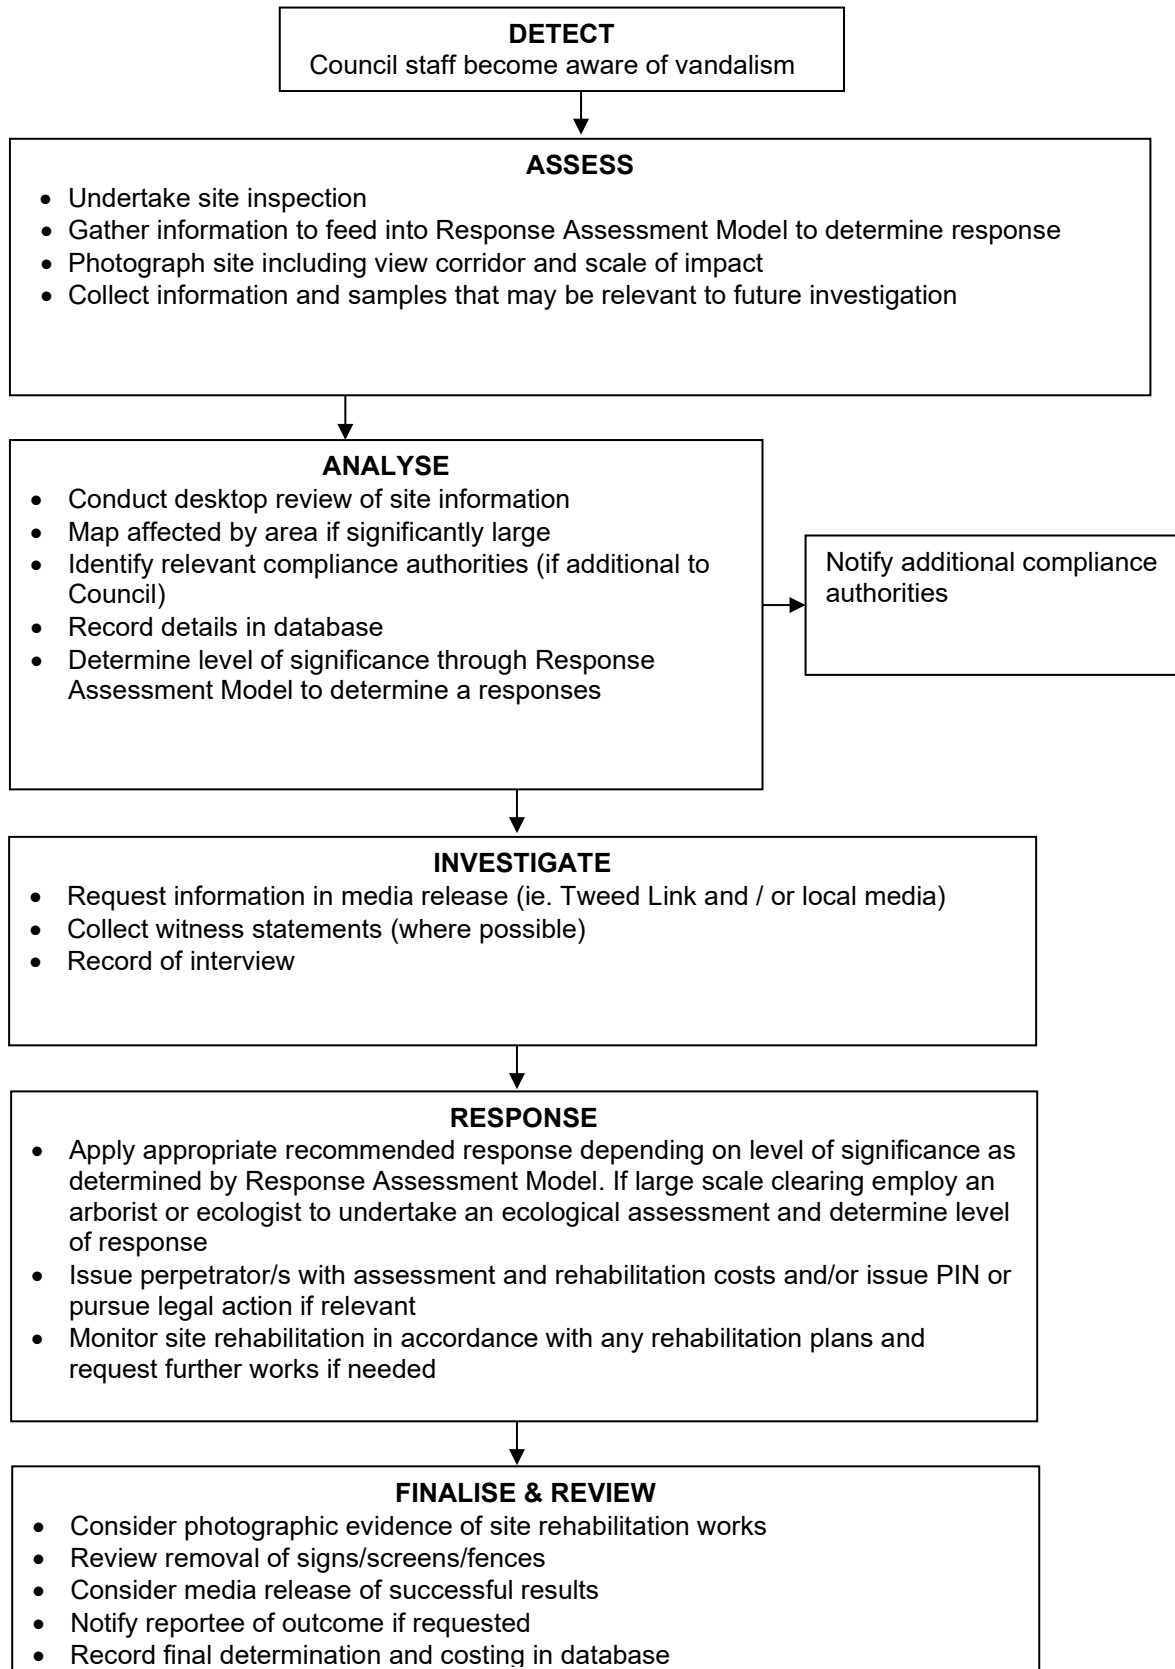 DETECT
Council staff become aware of vandalism
ASSESS
• Undertake site inspection
• Gather information to feed into Response Assessment Model to determine response
• Photograph site including view corridor and scale of impact
• Collect information and samples that may be relevant to future investigation
ANALYSE
• Conduct desktop review of site information
• Map affected by area if significantly large
• Identify relevant compliance authorities (if additional to
Council)
• Record details in database
• Determine level of significance through Response
Assessment Model to determine a responses
Notify additional compliance
authorities
INVESTIGATE
• Request information in media release (ie. Tweed Link and / or local media)
• Collect witness statements (where possible)
• Record of interview
RESPONSE
• Apply appropriate recommended response depending on level of significance as
determined by Response Assessment Model. If large scale clearing employ an
arborist or ecologist to undertake an ecological assessment and determine level
of response
• Issue perpetrator/s with assessment and rehabilitation costs and/or issue PIN or
pursue legal action if relevant
• Monitor site rehabilitation in accordance with any rehabilitation plans and
request further works if needed
FINALISE & REVIEW
• Consider photographic evidence of site rehabilitation works
• Review removal of signs/screens/fences
• Consider media release of successful results
• Notify reportee of outcome if requested
• Record final determination and costing in database